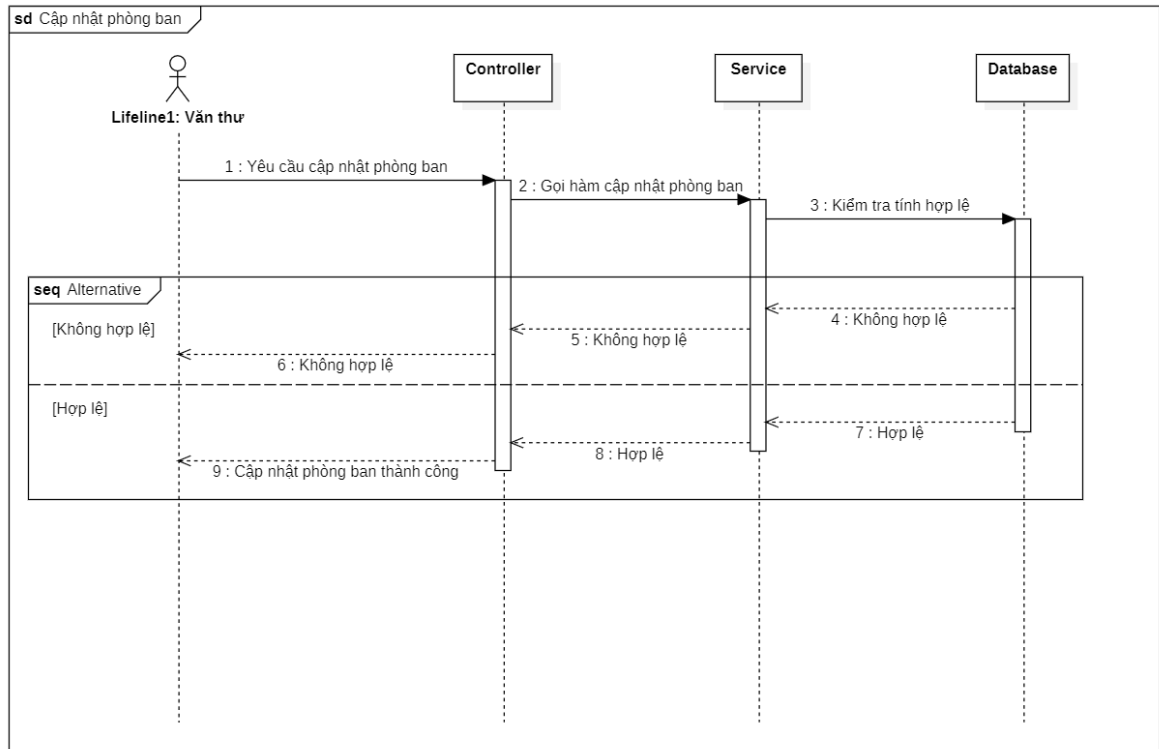 sd Cập nhật phòng ban
Controller
Service
Database
Lifeline1: Văn thư
1 : Yêu cầu cập nhật phòng ban
2 : Gọi hàm cập nhật phòng ban
3 : Kiểm tra tính hợp lệ
seq Alternative
[Không hợp lệ]
4 : Không hợp lệ
5 : Không hợp lệ
6 : Không hợp lệ
[Hợp lệ]
7 : Hợp lệ
8 : Hợp lệ
9 : Cập nhật phòng ban thành công